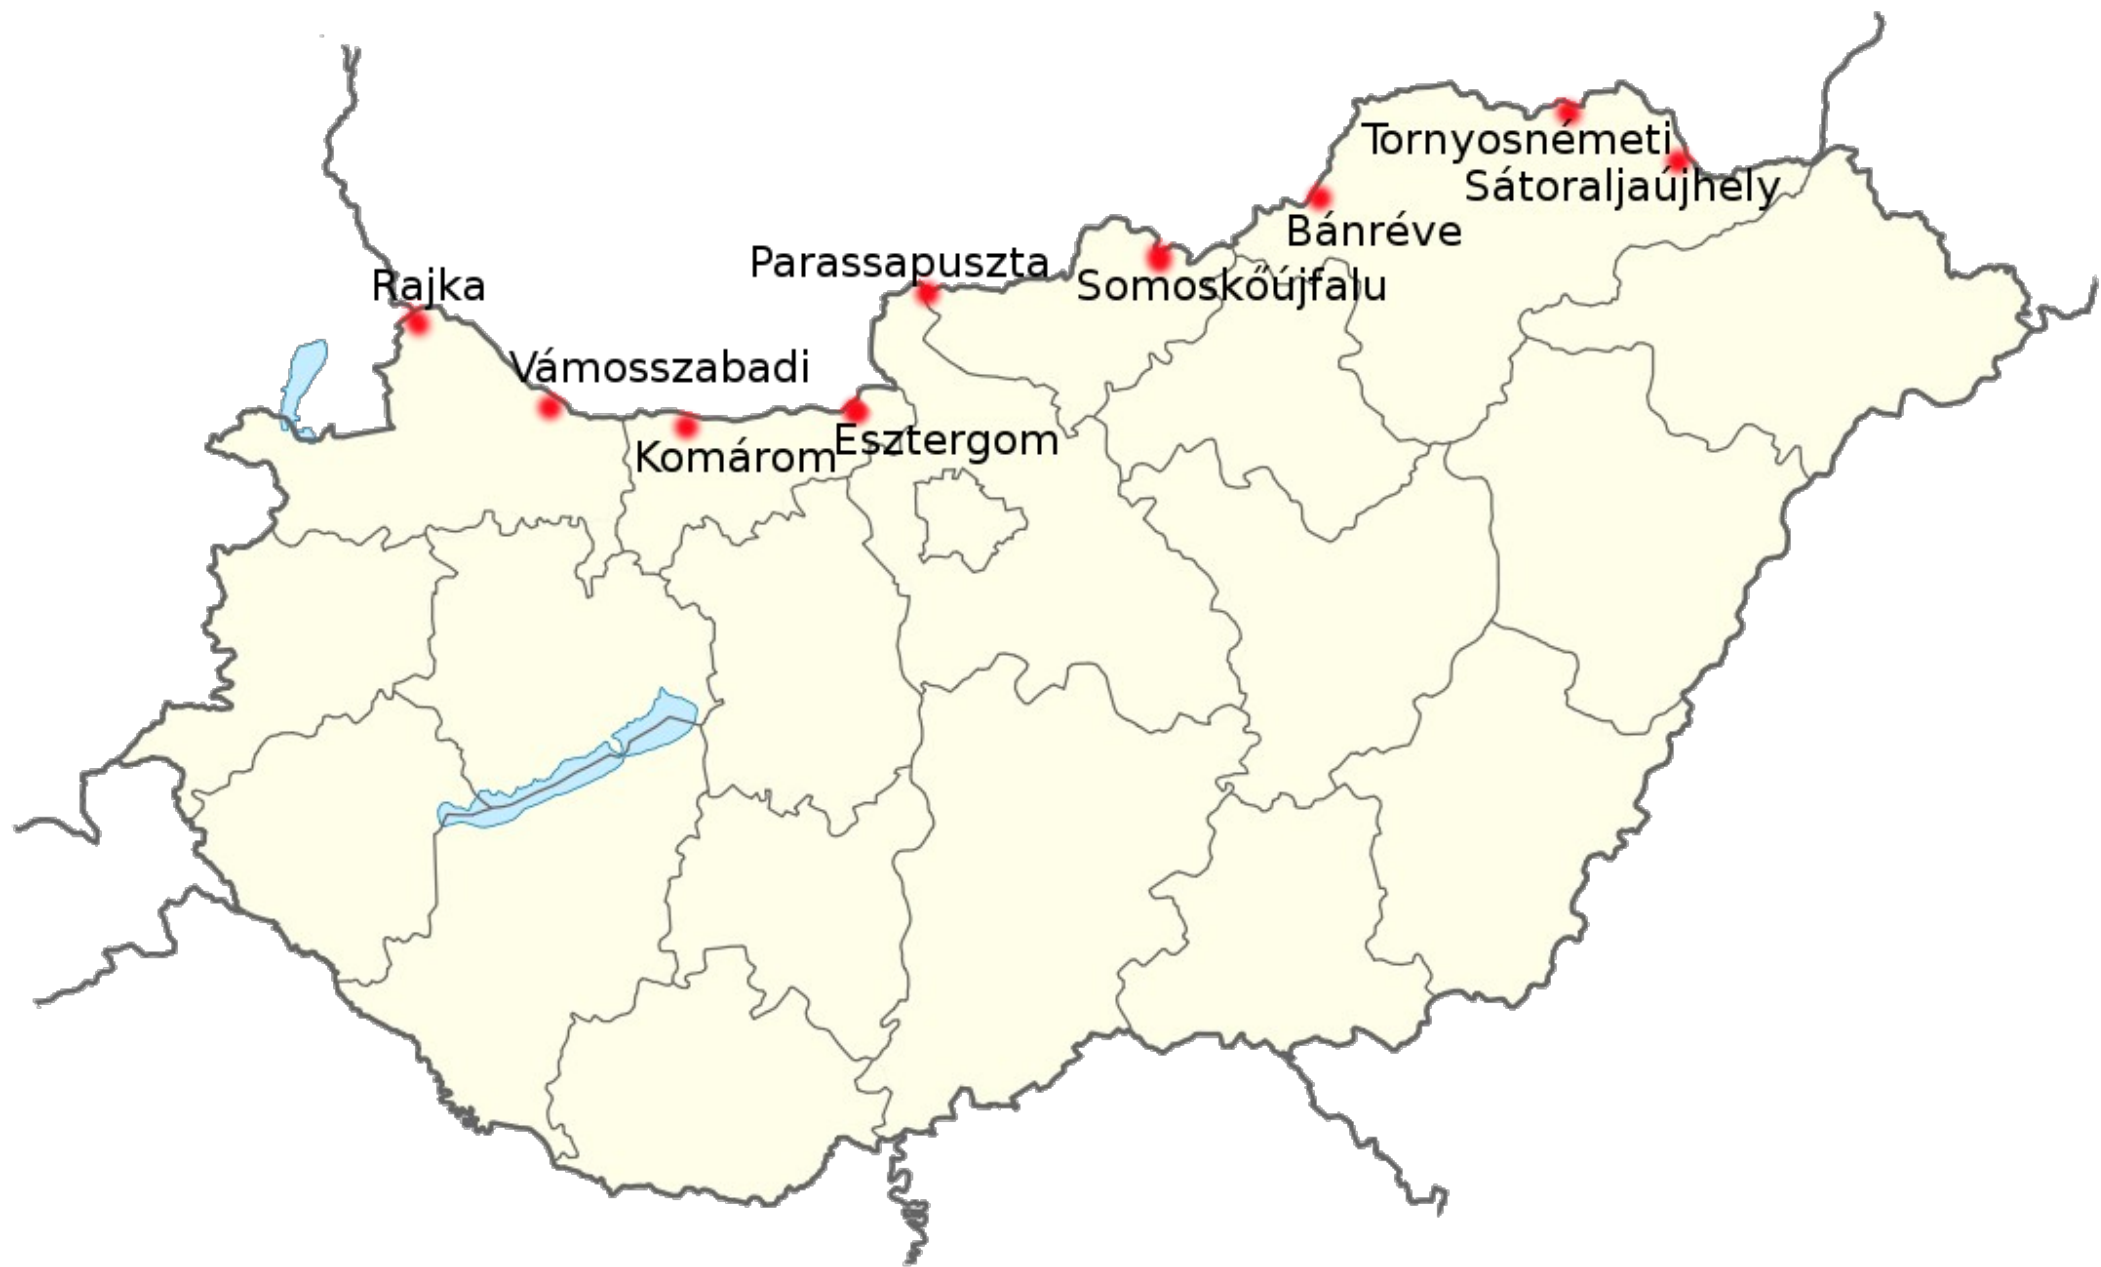 Tornyosnémeti
Sátoraljaújhely
Bánréve
Parassapuszta
Somoskőújfalu
Rajka
Vámosszabadi
Esztergom
Komárom